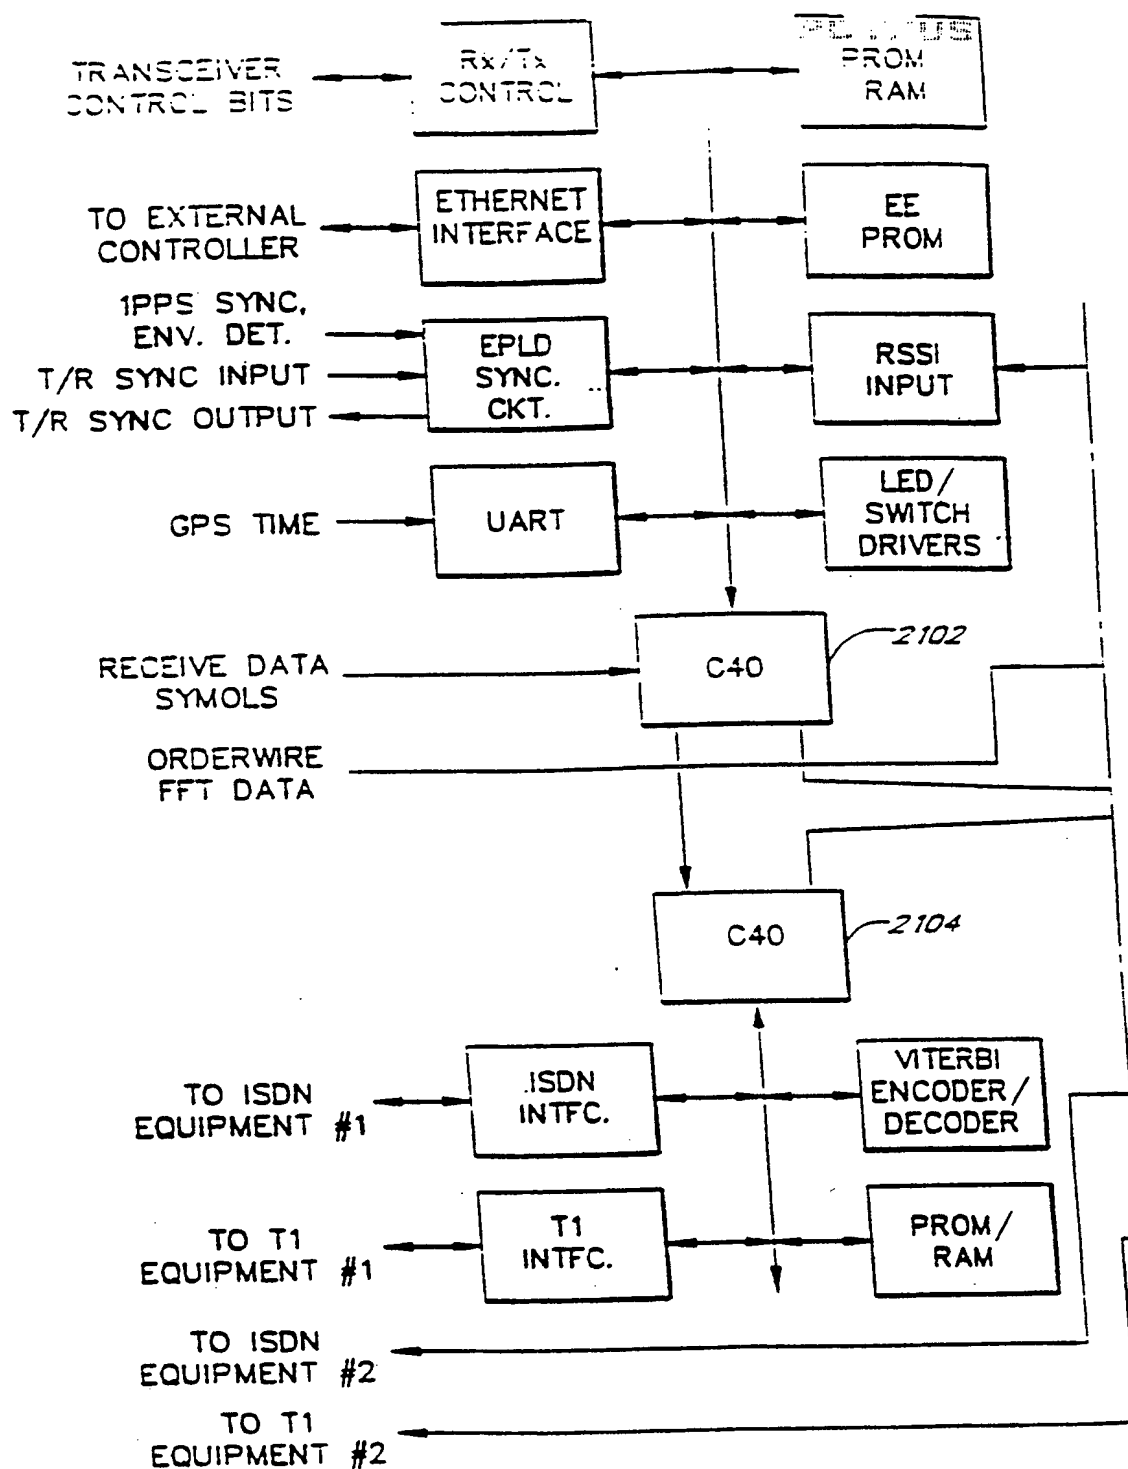 TRANSCEIVER
CONTROL BITS
Rx/Tx
CONTROL
PROM
RAM
TO EXTERNAL
CONTROLLER
ETHERNET
INTERFACE
EE
PROM
1PPS SYNC,
ENV. DET.
T/R SYNC INPUT
T/R SYNC OUTPUT
EPLD
SYNC.
CKT.
RSSI
INPUT
GPS TIME
UART
LED/
SWITCH
DRIVERS
RECEIVE DATA
SYMOLS
C40
2102
ORDERWIRE
FFT DATA
C40
2104
TO ISDN
EQUIPMENT #1
ISDN
INTFC.
VITERBI
ENCODER/
DECODER
TO T1
EQUIPMENT #1
T1
INTFC.
PROM/
RAM
TO ISDN
EQUIPMENT #2
TO T1
EQUIPMENT #2